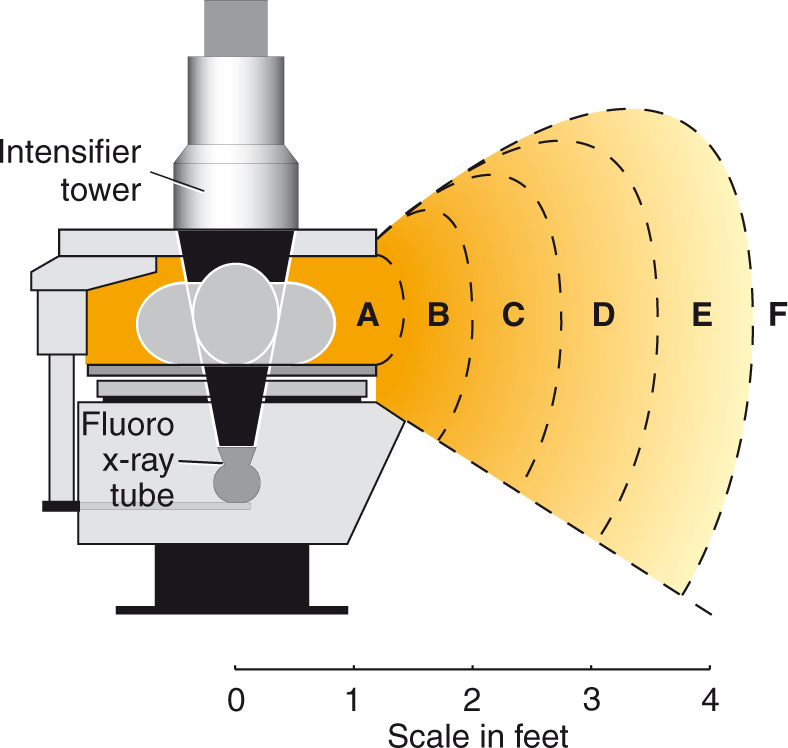 Intensifier
tower
A B C D E F
Fluoro
x-ray
tube
0 1 2 3 4
Scale in feet